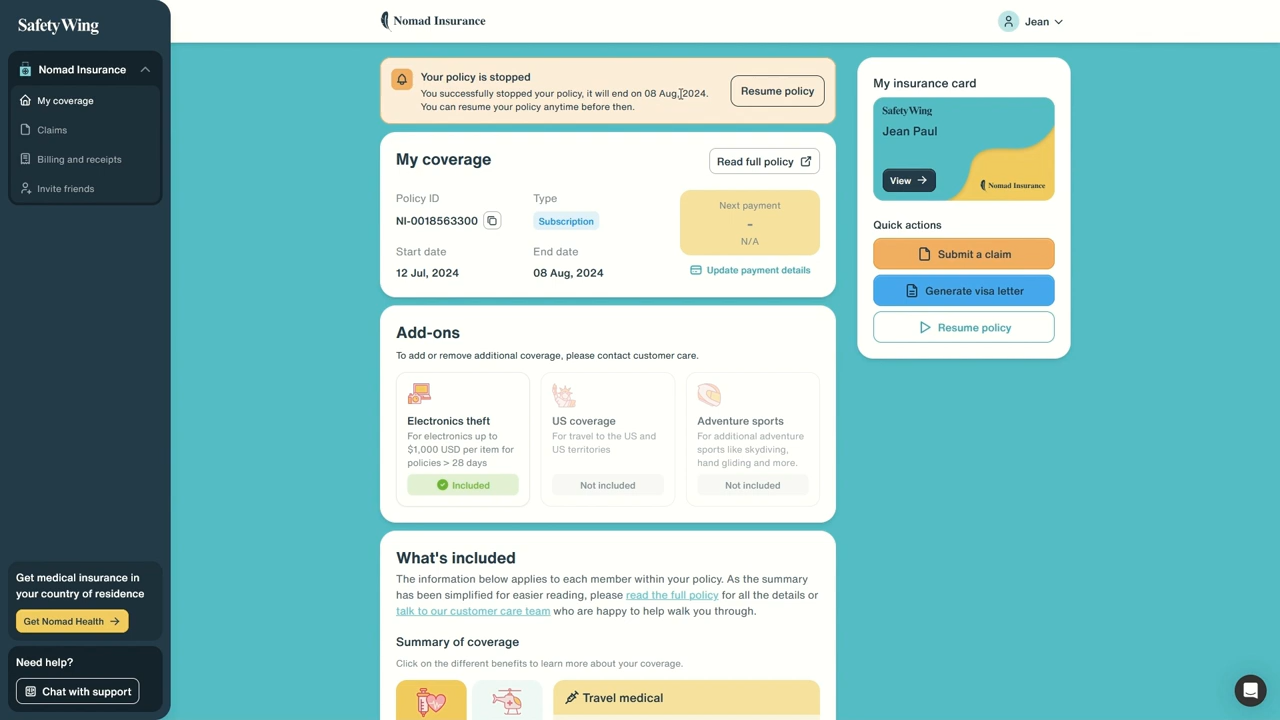 SafetyWing
Nomad Insurance
My coverage
Claims
Billing and receipts
Invite friends
Get medical insurance in
your country of residence
Get Nomad Health
Need help?
Chat with support
Nomad Insurance
Jean
Your policy is stopped
You successfully stopped your policy, it will end on 08 Aug, 2024.
You can resume your policy anytime before then.
Resume policy
My coverage
Read full policy
Policy ID
NI-0018563300
Type
Subscription
Start date
12 Jul, 2024
End date
08 Aug, 2024
Next payment
-
N/A
Update payment details
Add-ons
To add or remove additional coverage, please contact customer care.
Electronics theft
For electronics up to
$1,000 USD per item for
policies > 28 days
Included
US coverage
For travel to the US and
US territories
Not included
Adventure sports
For additional adventure
sports like skydiving,
hand gliding and more.
Not included
What's included
The information below applies to each member within your policy. As the summary
has been simplified for easier reading, please read the full policy for all the details or
talk to our customer care team who are happy to help walk you through.
Summary of coverage
Click on the different benefits to learn more about your coverage.
Travel medical
My insurance card
SafetyWing
Jean Paul
View
Nomad Insurance
Quick actions
Submit a claim
Generate visa letter
Resume policy